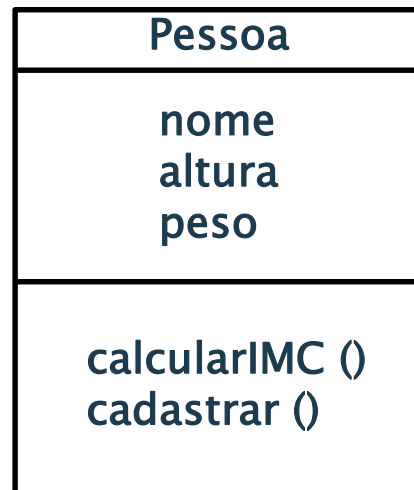 Pessoa
nome
altura
peso
calcularIMC ()
cadastrar ()